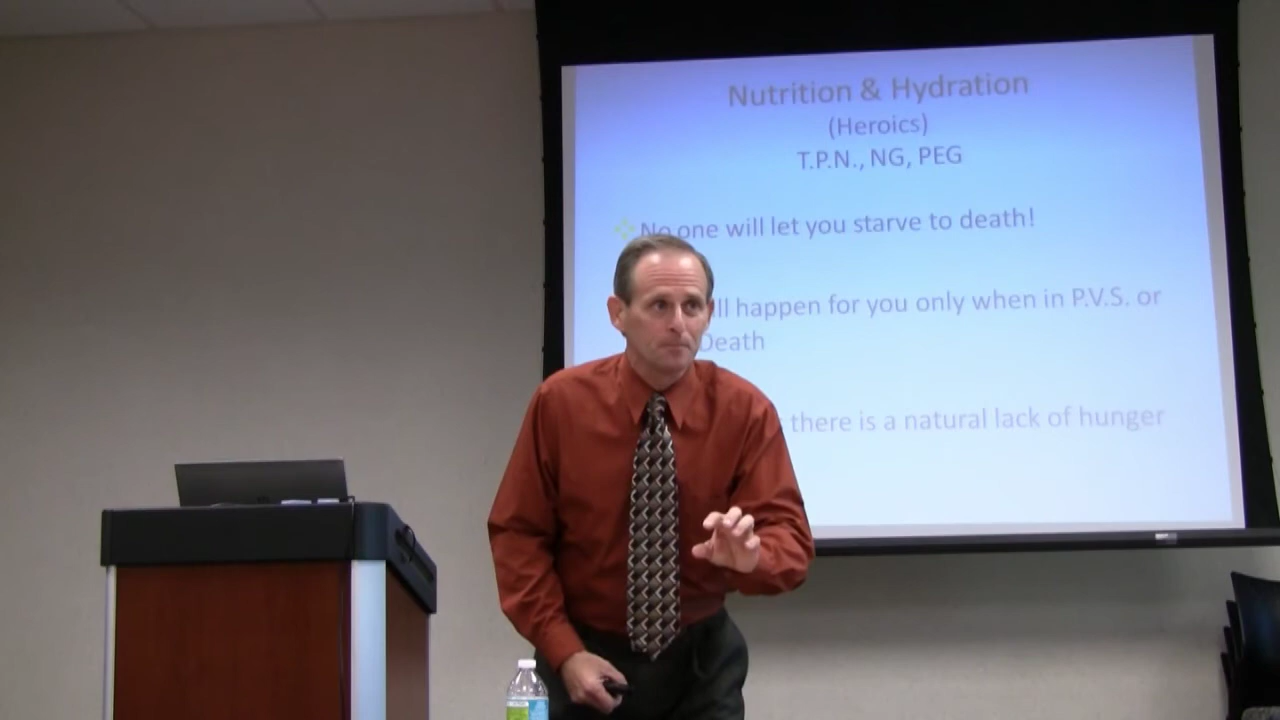 Nutrition & Hydration
(Heroics)
T.P.N., NG, PEG
No one will let you starve to death!
happen for you only when in P.V.S. or
Death
there is a natural lack of hunger